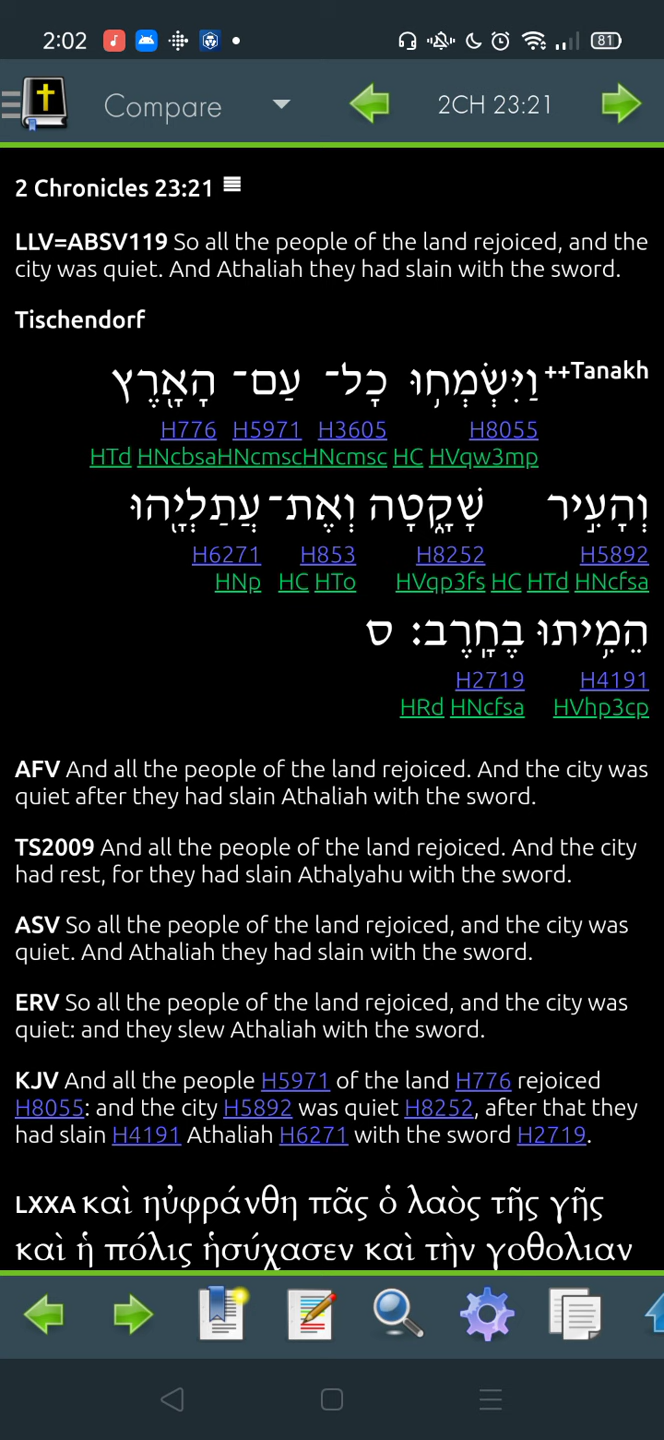 2:02 81
Compare 2CH 23:21
2 Chronicles 23:21
LLV=ABSV119 So all the people of the land rejoiced, and the
city was quiet. And Athaliah they had slain with the sword.
Tischendorf
++Tanakh וַיִּשְׂמְח֥וּ כָל־ עַם־ הָאָ֖רֶץ
H776 H5971 H3605 H8055
HTd HNcbsaHNcmscHNcmsc HC HVqw3mp
וְהָעִ֣יר שָׁקָ֑טָה וְאֶת־ עֲתַלְיָ֖הוּ
H6271 H853 H8252 H5892
HNp HC HTo HVqp3fs HC HTd HNcfsa
הֵמִ֥יתוּ בֶחָֽרֶב׃ ס
H2719 H4191
HRd HNcfsa HVhp3cp
AFV And all the people of the land rejoiced. And the city was
quiet after they had slain Athaliah with the sword.
TS2009 And all the people of the land rejoiced. And the city
had rest, for they had slain Athalyahu with the sword.
ASV So all the people of the land rejoiced, and the city was
quiet. And Athaliah they had slain with the sword.
ERV So all the people of the land rejoiced, and the city was
quiet: and they slew Athaliah with the sword.
KJV And all the people H5971 of the land H776 rejoiced
H8055: and the city H5892 was quiet H8252, after that they
had slain H4191 Athaliah H6271 with the sword H2719.
LXXA καὶ ηὐφράνθη πᾶς ὁ λαὸς τῆς γῆς
καὶ ἡ πόλις ἡσύχασεν καὶ τὴν γοθολιαν